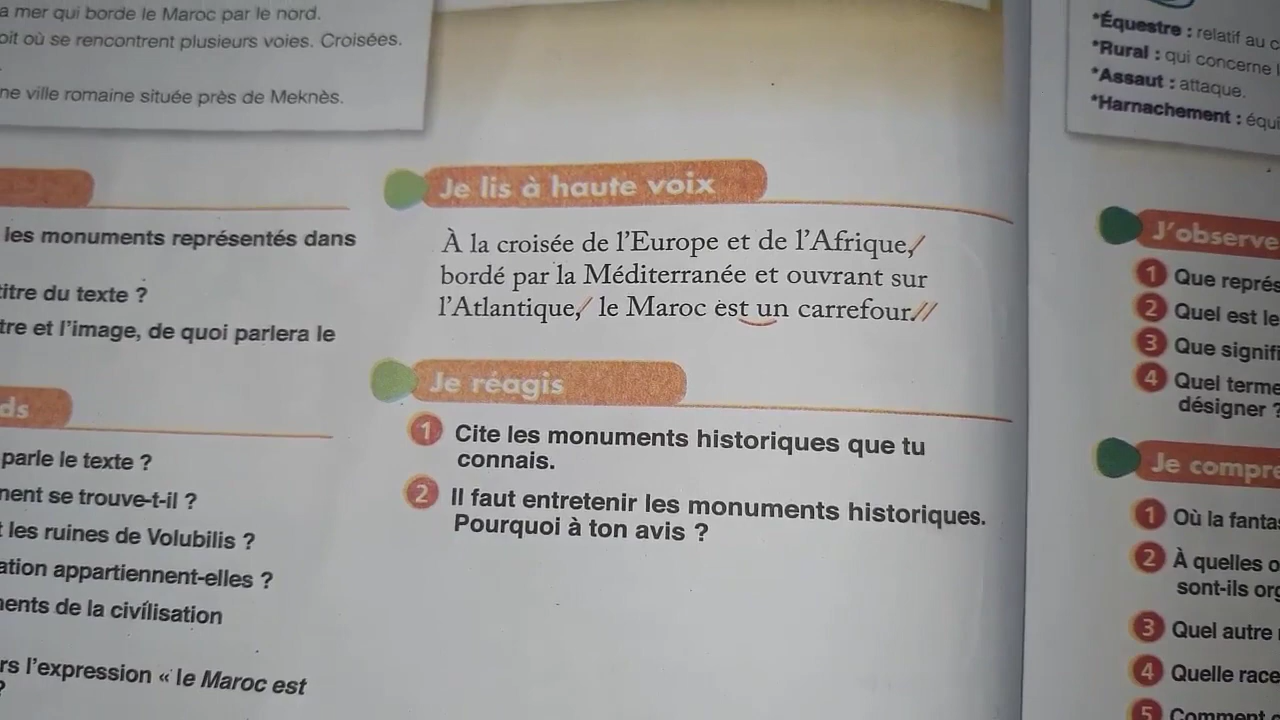 a mer qui borde le Maroc par le nord.
où se rencontrent plusieurs voies. Croisées.
ne ville romaine située près de Meknès.
les monuments représentés dans
titre du texte ?
tre et l'image, de quoi parlera le
ds
parle le texte ?
ment se trouve-t-il ?
les ruines de Volubilis ?
ation appartiennent-elles ?
ments de la civilisation
rs l'expression « le Maroc est
?
Je lis à haute voix
À la croisée de l'Europe et de l'Afrique,/
bordé par la Méditerranée et ouvrant sur
l'Atlantique,/ le Maroc est un carrefour.//
Je réagis
1 Cite les monuments historiques que tu
connais.
2 Il faut entretenir les monuments historiques.
Pourquoi à ton avis ?
*Équestre : relatif au c
*Rural : qui concerne l
*Assaut : attaque.
*Harnachement : équi
J'observe
1 Que représ
2 Quel est le
3 Que signifi
4 Quel terme
désigner ?
Je compre
1 Où la fanta
2 À quelles o
sont-ils org
3 Quel autre
4 Quelle race
5 Comment